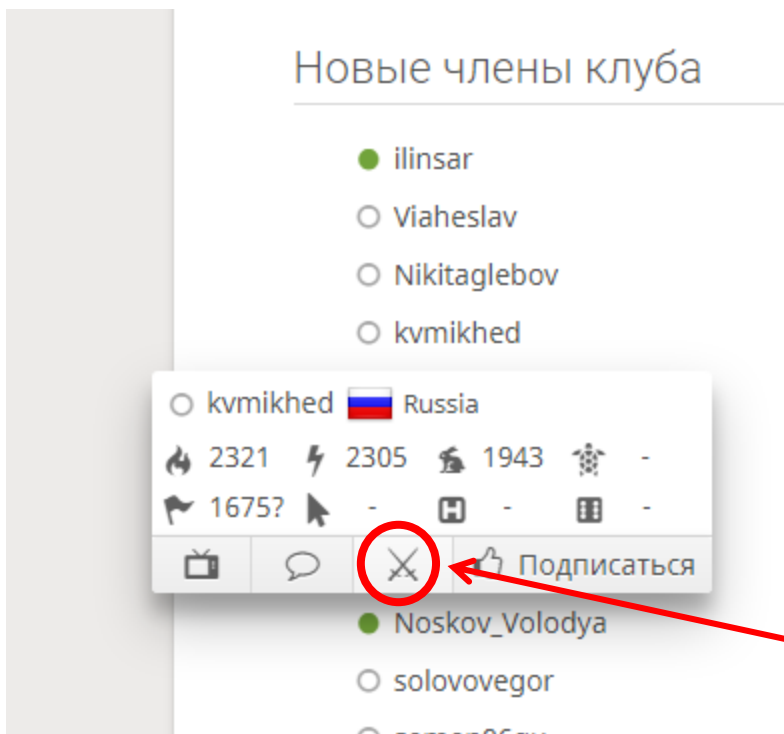 Новые члены клуба
ilinsar
Viaheslav
Nikitaglebov
kvmikhed
kvmikhed Russia
2321 2305 1943 -
1675? - - -
Подписаться
Noskov_Volodya
solovovegor